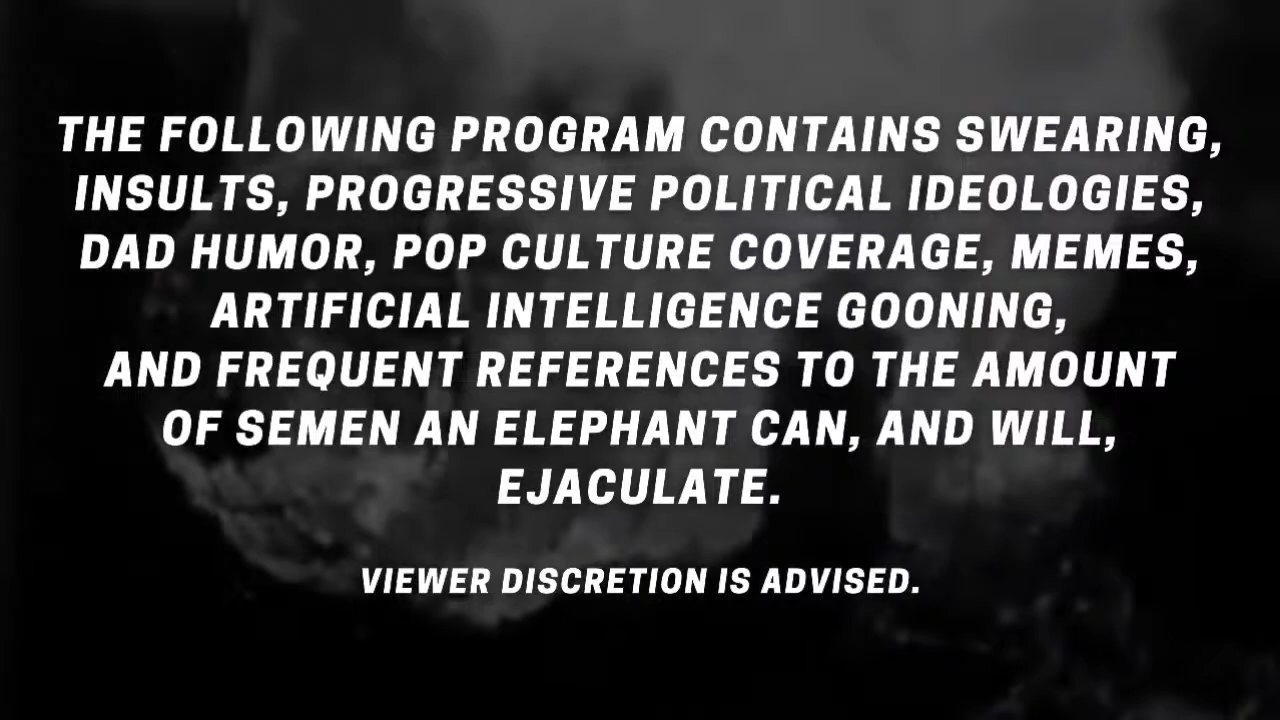 THE FOLLOWING PROGRAM CONTAINS SWEARING,
INSULTS, PROGRESSIVE POLITICAL IDEOLOGIES,
DAD HUMOR, POP CULTURE COVERAGE, MEMES,
ARTIFICIAL INTELLIGENCE GOONING,
AND FREQUENT REFERENCES TO THE AMOUNT
OF SEMEN AN ELEPHANT CAN, AND WILL,
EJACULATE.
VIEWER DISCRETION IS ADVISED.